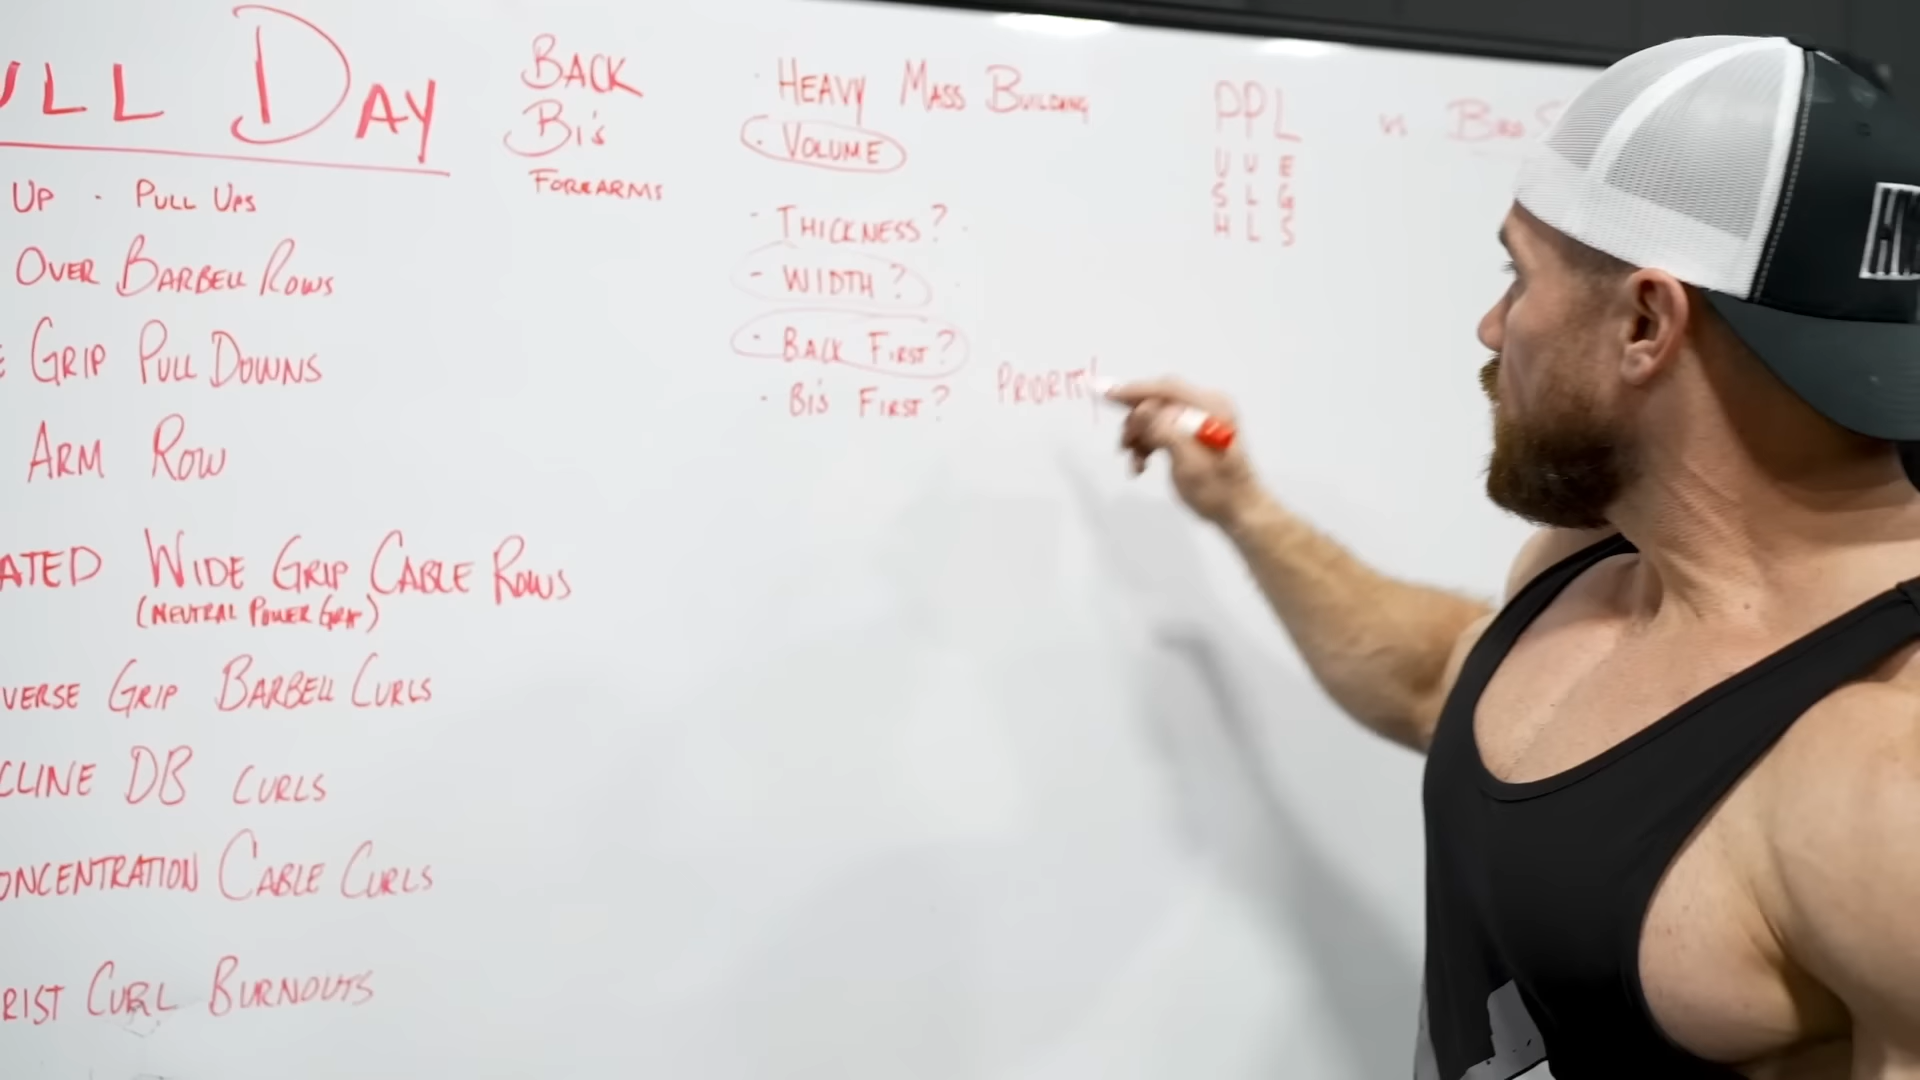 ULL DAY
UP - PULL UPS
OVER BARBELL ROWS
E GRIP PULL DOWNS
ARM ROW
ATED WIDE GRIP CABLE ROWS
(NEUTRAL POWER GRIP)
VERSE GRIP BARBELL CURLS
CLINE DB CURLS
ONCENTRATION CABLE CURLS
RIST CURL BURNOUTS
BACK
BI'S
FOREARMS
· HEAVY MASS BUILDING
· VOLUME
- THICKNESS?
- WIDTH?
· BACK FIRST?
· BI'S FIRST?
PRIORITY
PPL vs BRO S
U U E
S L G
H L S